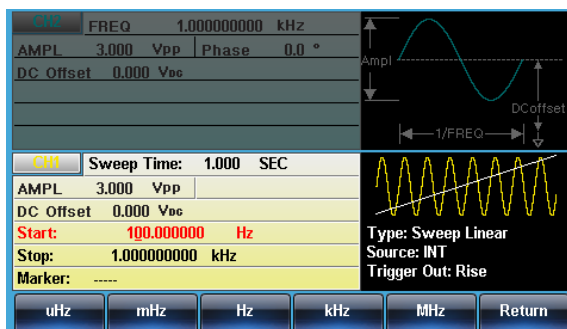 CH2 FREQ 1.000000000 kHz
AMPL 3.000 Vpp Phase 0.0 °
DC Offset 0.000 VDC
Ampl
DCoffset
1/FREQ
CH1 Sweep Time: 1.000 SEC
AMPL 3.000 Vpp
DC Offset 0.000 VDC
Start: 100.000000 Hz
Stop: 1.000000000 kHz
Marker: -----
Type: Sweep Linear
Source: INT
Trigger Out: Rise
uHz mHz Hz kHz MHz Return